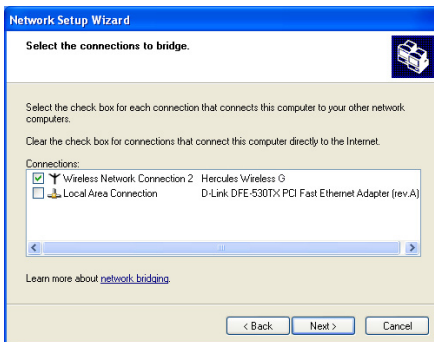 Network Setup Wizard
Select the connections to bridge.
Select the check box for each connection that connects this computer to your other network
computers.
Clear the check box for connections that connect this computer directly to the Internet.
Connections:
Wireless Network Connection 2 Hercules Wireless G
Local Area Connection D-Link DFE-530TX PCI Fast Ethernet Adapter (rev.A)
Learn more about network bridging.
< Back Next > Cancel